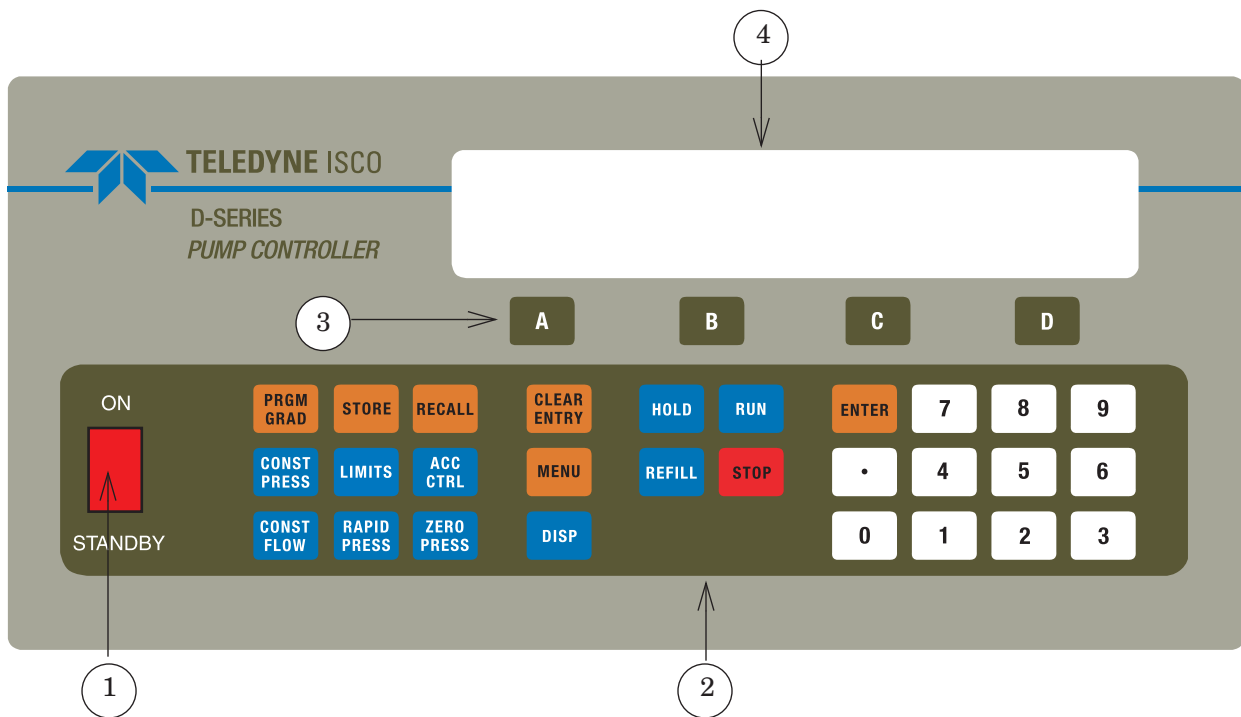 4
TELEDYNE ISCO
D-SERIES
PUMP CONTROLLER
3
A
B
C
D
ON
STANDBY
PRGM
GRAD
STORE
RECALL
CLEAR
ENTRY
HOLD
RUN
ENTER
7
8
9
CONST
PRESS
LIMITS
ACC
CTRL
MENU
REFILL
STOP
.
4
5
6
CONST
FLOW
RAPID
PRESS
ZERO
PRESS
DISP
0
1
2
3
1
2